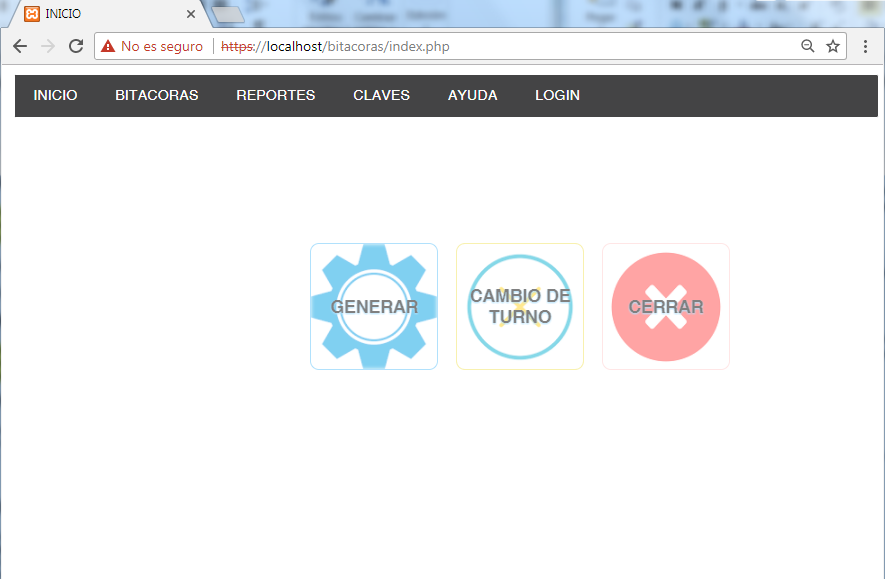 INICIO
No es seguro https://localhost/bitacoras/index.php
INICIO BITACORAS REPORTES CLAVES AYUDA LOGIN
GENERAR
CAMBIO DE
TURNO
CERRAR